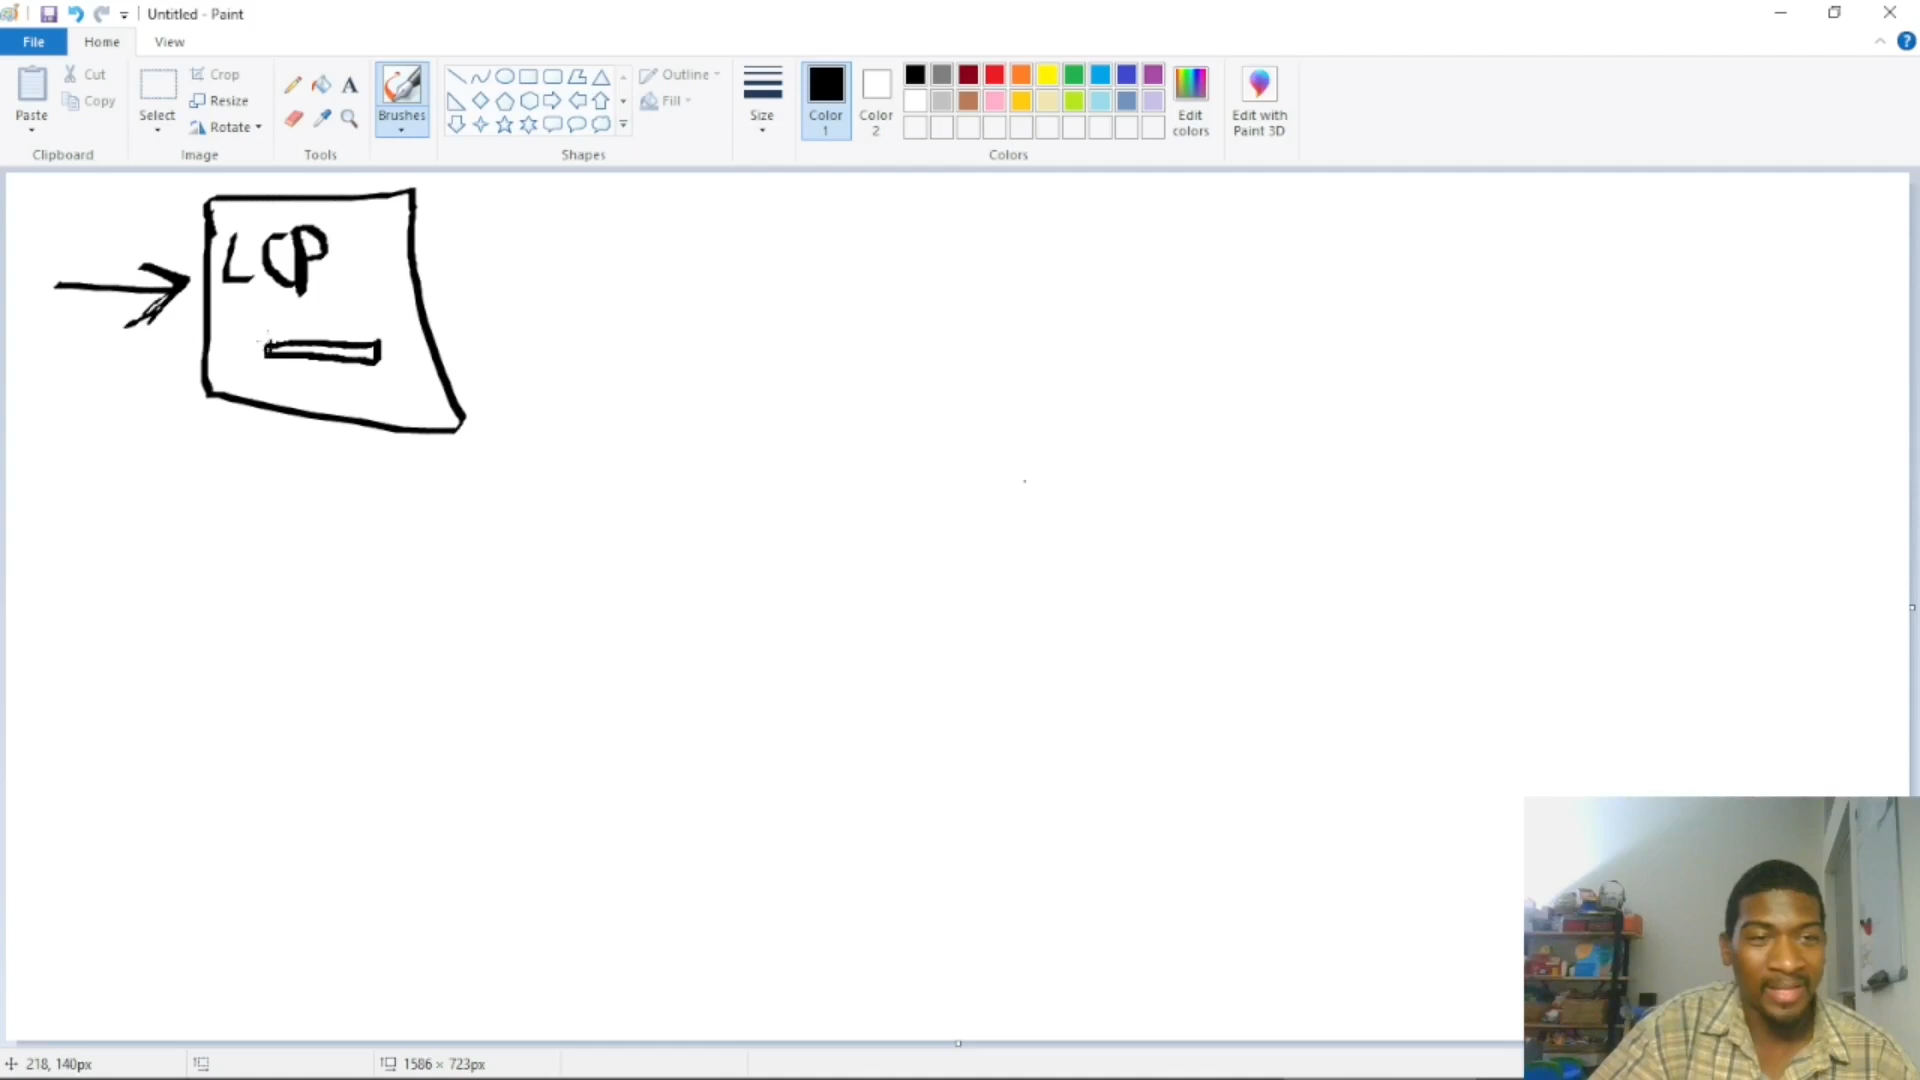 Untitled - Paint
File
Home
View
Paste
Cut
Copy
Clipboard
Select
Crop
Resize
Rotate
Image
Tools
Brushes
Shapes
Outline
Fill
Size
Color
1
Color
2
Edit
colors
Colors
Edit with
Paint 3D
?
LCP
218, 140px
1586 × 723px